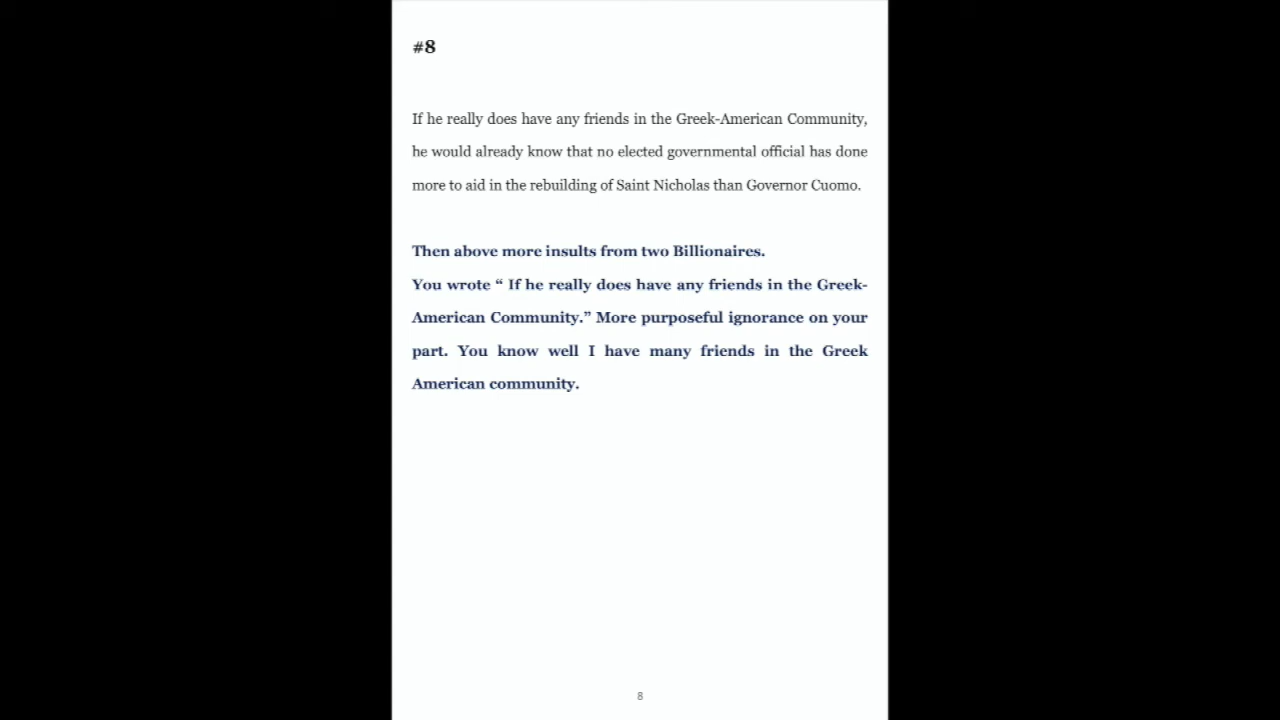 #8
If he really does have any friends in the Greek-American Community,
he would already know that no elected governmental official has done
more to aid in the rebuilding of Saint Nicholas than Governor Cuomo.
Then above more insults from two Billionaires.
You wrote “ If he really does have any friends in the Greek-
American Community.” More purposeful ignorance on your
part. You know well I have many friends in the Greek
American community.
8